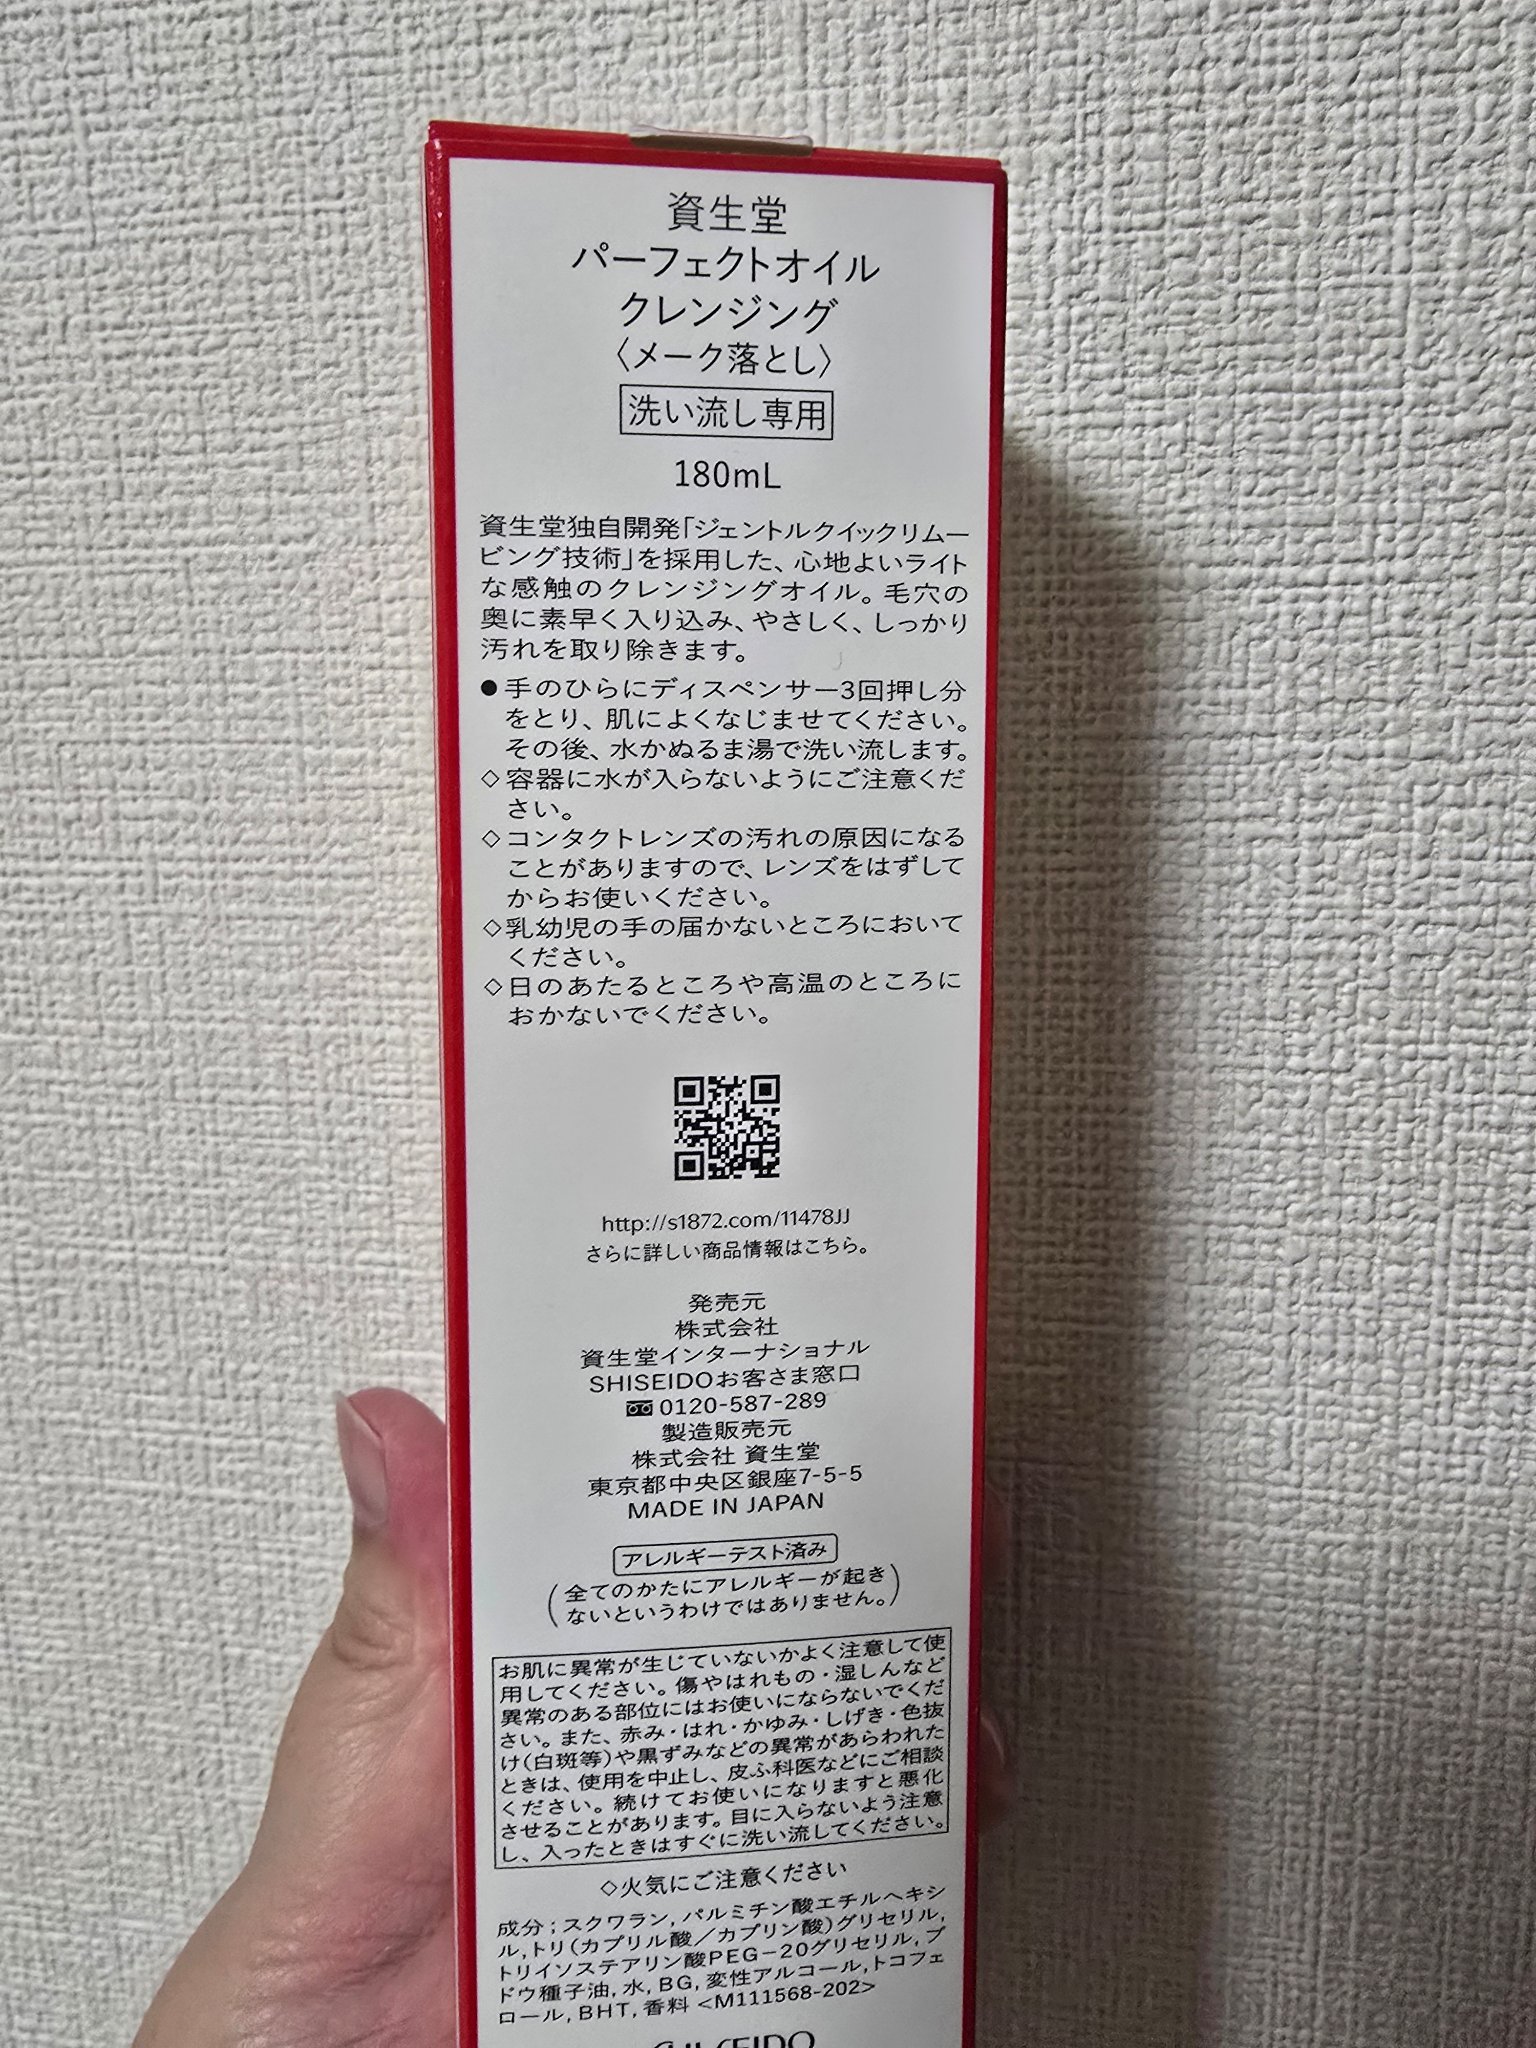 資生堂
パーフェクトオイル
クレンジング
〈メーク落とし〉
洗い流し専用
180mL
資生堂独自開発「ジェントルクイックリムー
ビング技術」を採用した、心地よいライト
な感触のクレンジングオイル。毛穴の
奥に素早く入り込み、やさしく、しっかり
汚れを取り除きます。
●手のひらにディスペンサー3回押し分
をとり、肌によくなじませてください。
その後、水かぬるま湯で洗い流します。
◇容器に水が入らないようにご注意くだ
さい。
◇コンタクトレンズの汚れの原因になる
ことがありますので、レンズをはずして
からお使いください。
◇乳幼児の手の届かないところにおいて
ください。
◇日のあたるところや高温のところに
おかないでください。
http://s1872.com/11478JJ
さらに詳しい商品情報はこちら。
発売元
株式会社
資生堂インターナショナル
SHISEIDOお客さま窓口
0120-587-289
製造販売元
株式会社 資生堂
東京都中央区銀座7-5-5
MADE IN JAPAN
アレルギーテスト済み
(全てのかたにアレルギーが起き
ないというわけではありません。)
お肌に異常が生じていないかよく注意して使
用してください。傷やはれもの・湿しんなど
異常のある部位にはお使いにならないでくだ
さい。また、赤み・はれ・かゆみ・しげき・色抜
け(白斑等)や黒ずみなどの異常があらわれた
ときは、使用を中止し、皮ふ科医などにご相談
ください。続けてお使いになりますと悪化
させることがあります。目に入らないよう注意
し、入ったときはすぐに洗い流してください。
◇火気にご注意ください
成分;スクワラン,パルミチン酸エチルヘキシ
ル,トリ(カプリル酸/カプリン酸)グリセリル,
トリイソステアリン酸PEG-20グリセリル,ブ
ドウ種子油,水,BG,変性アルコール,トコフェ
ロール,BHT,香料 <M111568-202>
SHISEIDO